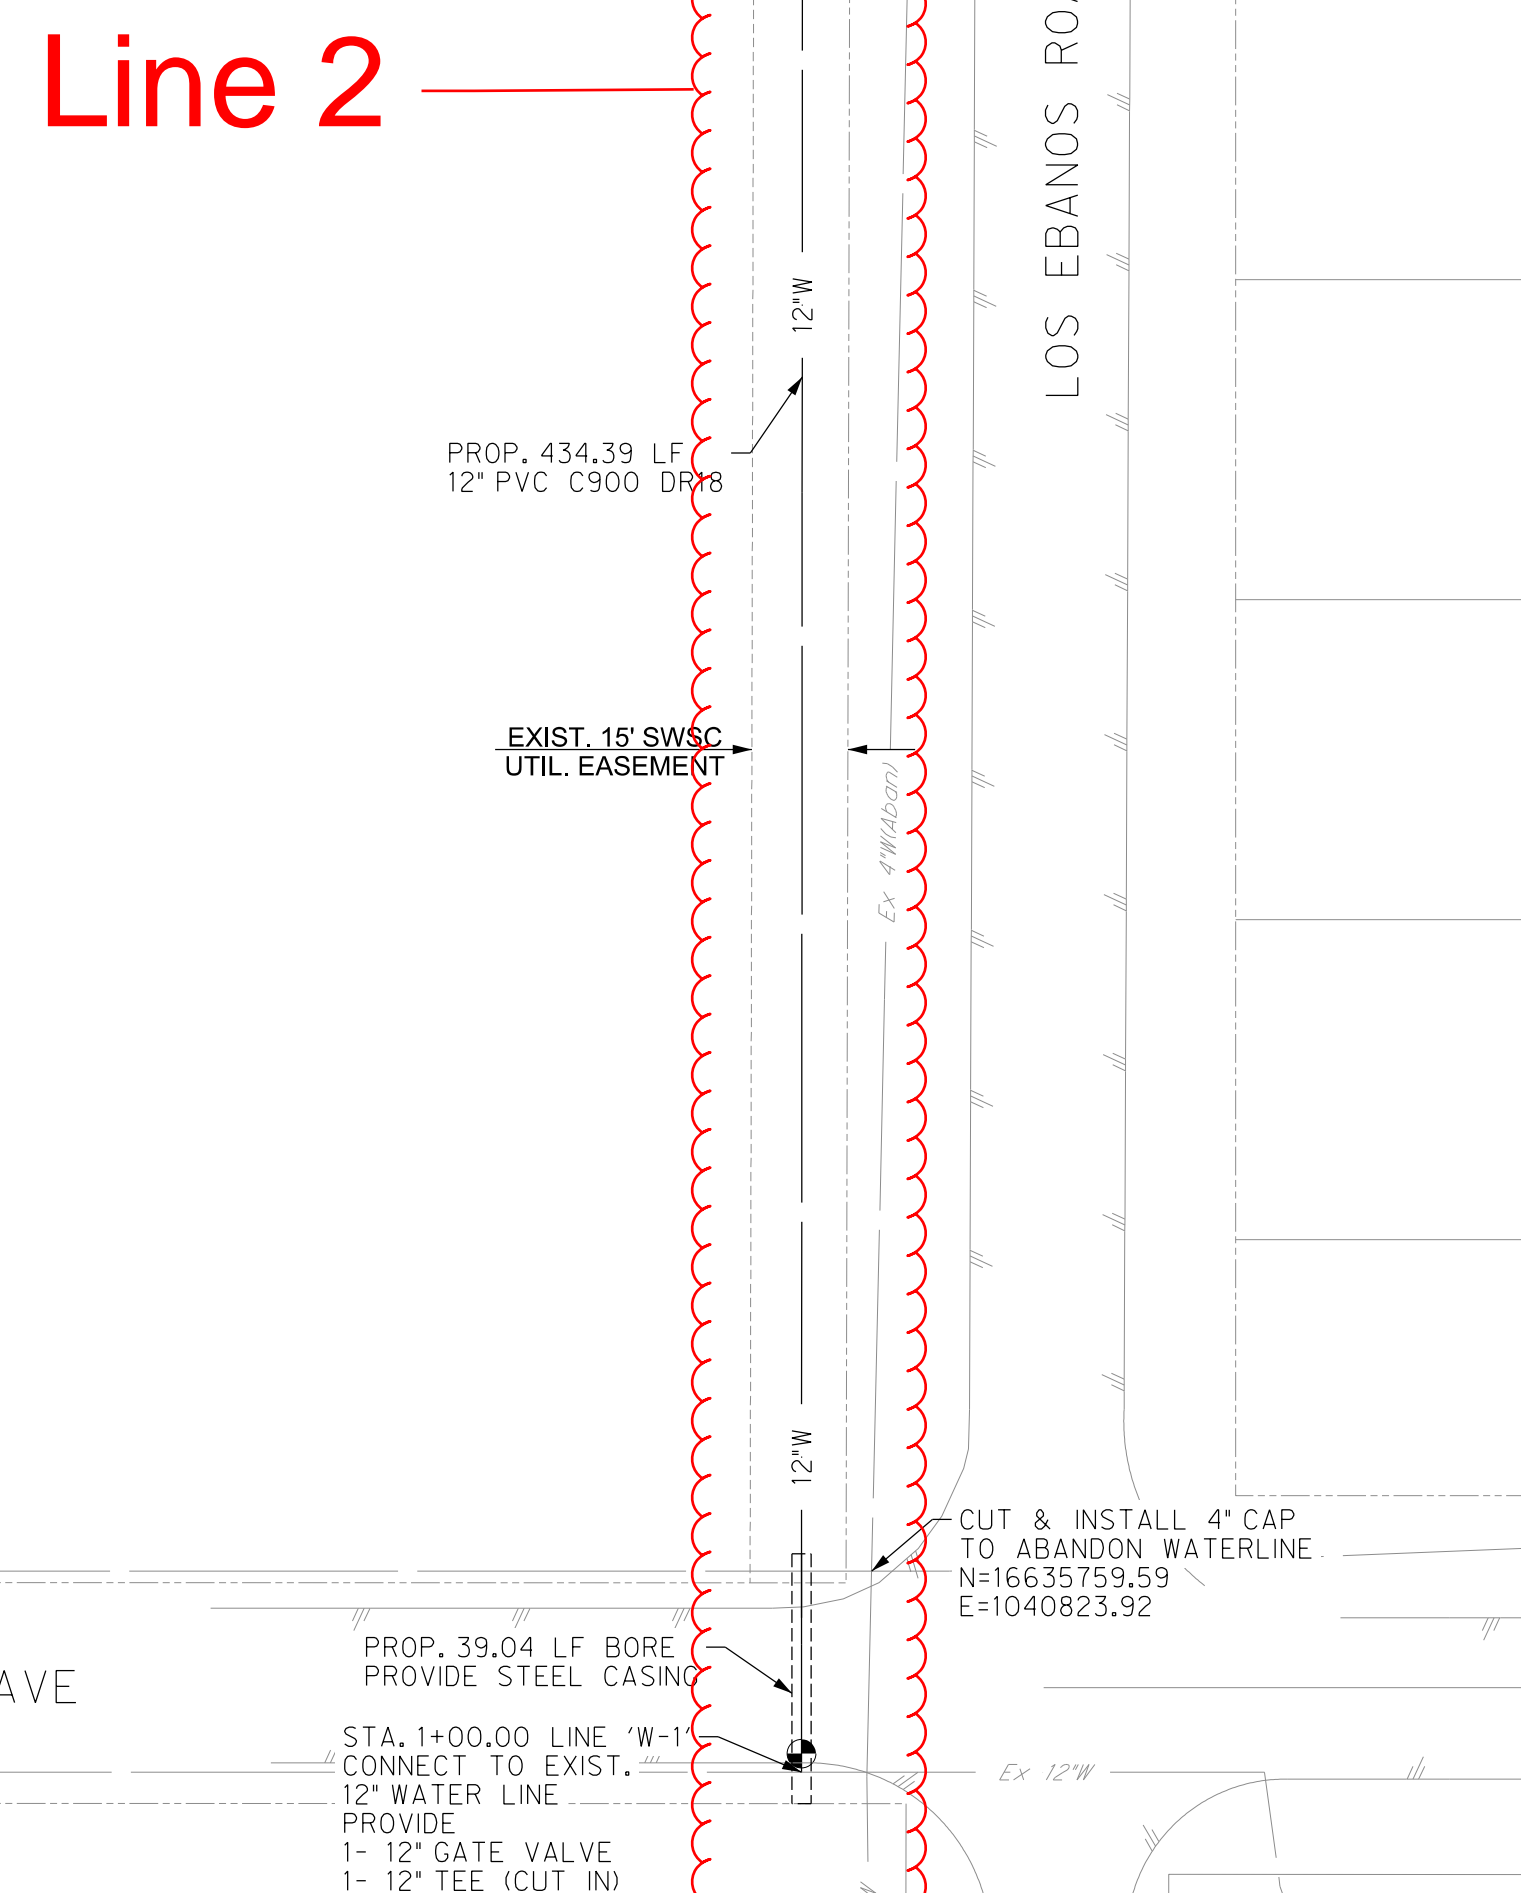 Line 2
LOS EBANOS
12"W
PROP. 434.39 LF
12" PVC C900 DR18
EXIST. 15' SWSC
UTIL. EASEMENT
Ex 4"W(Aban)
12"W
CUT & INSTALL 4" CAP
TO ABANDON WATERLINE
N=16635759.59
E=1040823.92
PROP. 39.04 LF BORE
PROVIDE STEEL CASING
AVE
STA. 1+00.00 LINE 'W-1'
CONNECT TO EXIST.
12" WATER LINE
PROVIDE
1- 12" GATE VALVE
1- 12" TEE (CUT IN)
Ex 12"W